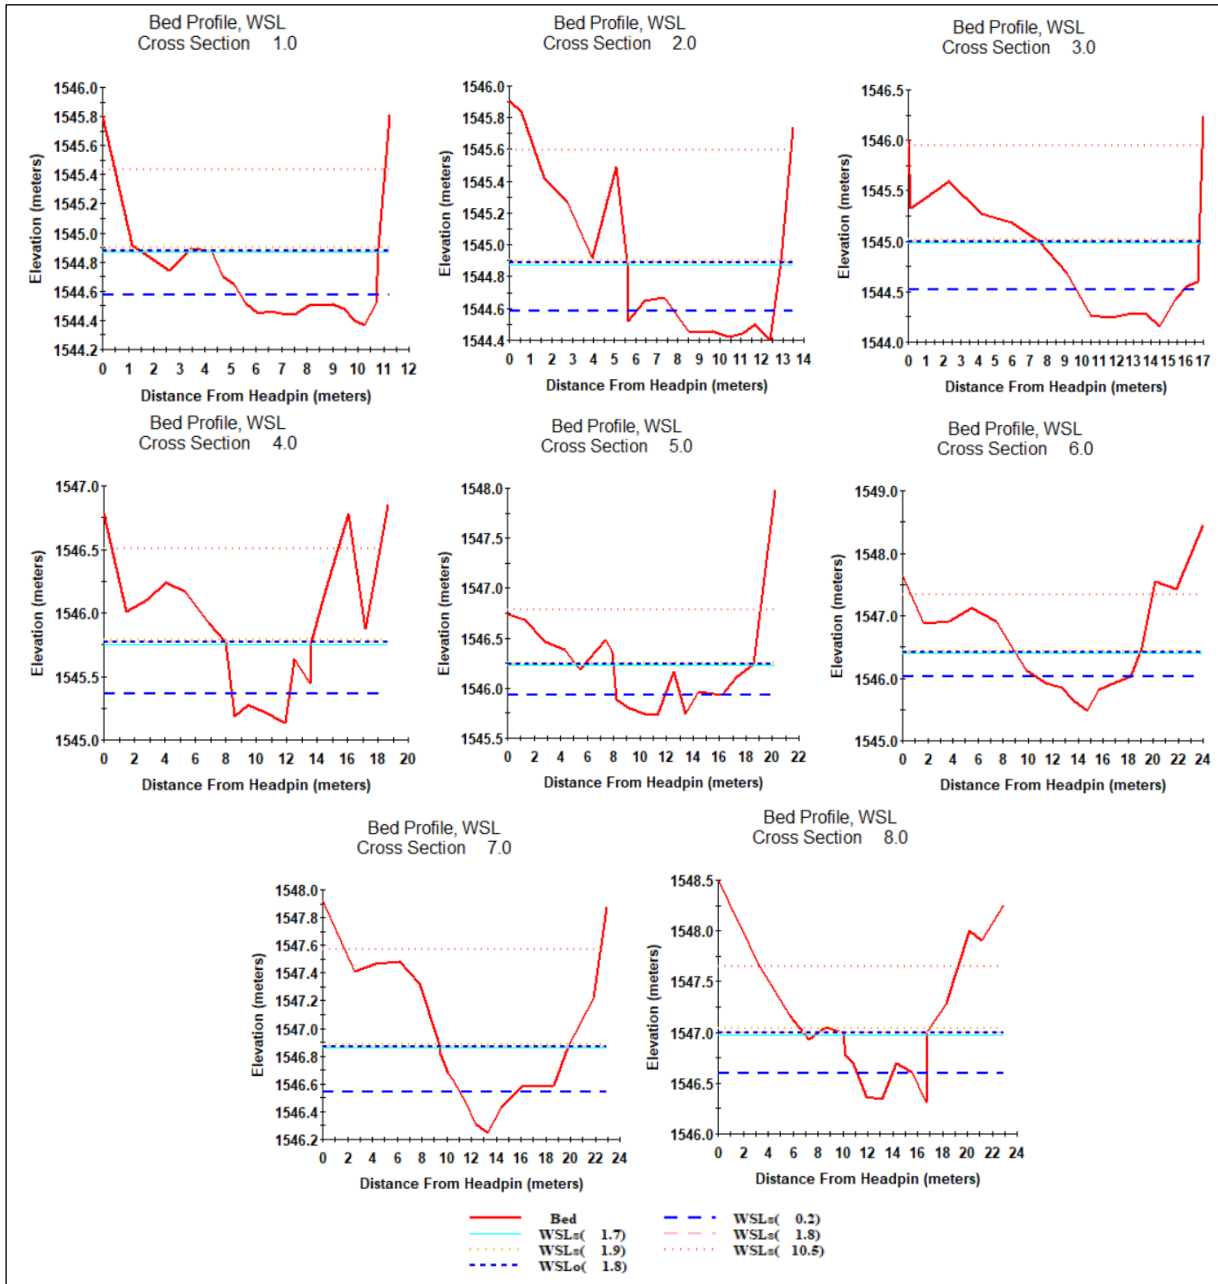 Bed Profile, WSL
Cross Section 1.0
Elevation (meters)
1546.0
1545.8
1545.6
1545.4
1545.2
1545.0
1544.8
1544.6
1544.4
1544.2
0 1 2 3 4 5 6 7 8 9 10 11 12
Distance From Headpin (meters)
Bed Profile, WSL
Cross Section 2.0
Elevation (meters)
1546.0
1545.8
1545.6
1545.4
1545.2
1545.0
1544.8
1544.6
1544.4
0 1 2 3 4 5 6 7 8 9 10 11 12 13 14
Distance From Headpin (meters)
Bed Profile, WSL
Cross Section 3.0
Elevation (meters)
1546.5
1546.0
1545.5
1545.0
1544.5
1544.0
0 1 2 3 4 5 6 7 8 9 10 11 12 13 14 15 16 17
Distance From Headpin (meters)
Bed Profile, WSL
Cross Section 4.0
Elevation (meters)
1547.0
1546.5
1546.0
1545.5
1545.0
0 2 4 6 8 10 12 14 16 18 20
Distance From Headpin (meters)
Bed Profile, WSL
Cross Section 5.0
Elevation (meters)
1548.0
1547.5
1547.0
1546.5
1546.0
1545.5
0 2 4 6 8 10 12 14 16 18 20 22
Distance From Headpin (meters)
Bed Profile, WSL
Cross Section 6.0
Elevation (meters)
1549.0
1548.0
1547.0
1546.0
1545.0
0 2 4 6 8 10 12 14 16 18 20 22 24
Distance From Headpin (meters)
Bed Profile, WSL
Cross Section 7.0
Elevation (meters)
1548.0
1547.8
1547.6
1547.4
1547.2
1547.0
1546.8
1546.6
1546.4
1546.2
0 2 4 6 8 10 12 14 16 18 20 22 24
Distance From Headpin (meters)
Bed Profile, WSL
Cross Section 8.0
Elevation (meters)
1548.5
1548.0
1547.5
1547.0
1546.5
1546.0
0 2 4 6 8 10 12 14 16 18 20 22 24
Distance From Headpin (meters)
Bed
WSLs( 1.7)
WSLs( 1.9)
WSLo( 1.8)
WSLs( 0.2)
WSLs( 1.8)
WSLs( 10.5)